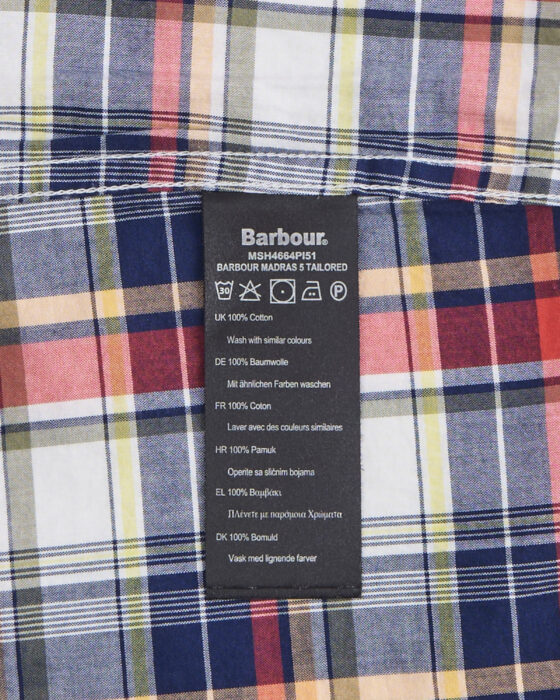 Barbour.
MSH4664PI51
BARBOUR MADRAS 5 TAILORED
30 P
UK 100% Cotton
Wash with similar colours
DE 100% Baumwolle
Mit ähnlichen Farben waschen
FR 100% Coton
Laver avec des couleurs similaires
HR 100% Pamuk
Operite sa sličnim bojama
EL 100% Βαμβάκι
Πλένετε με παρόμοια Χρώματα
DK 100% Bomuld
Vask med lignende farver